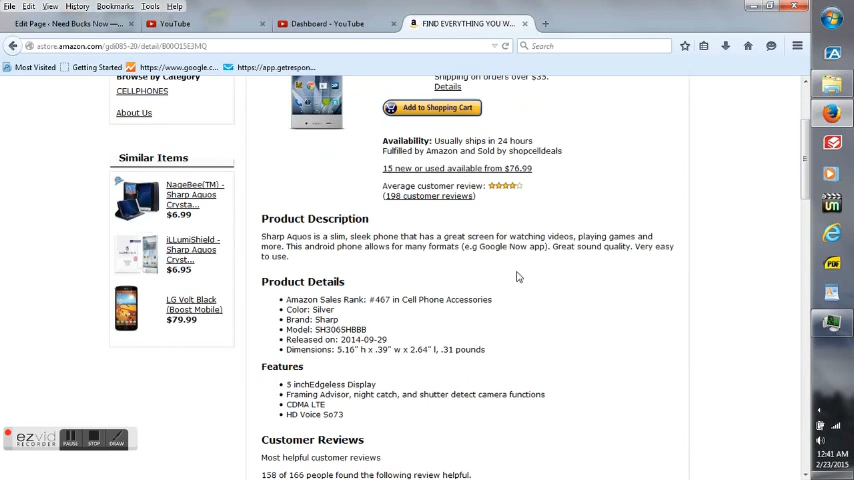 File Edit View History Bookmarks Tools Help
Edit Page ‹ Need Bucks Now —... × YouTube × Dashboard - YouTube × FIND EVERYTHING YOU W... × +
astore.amazon.com/gdi085-20/detail/B00O15E3MQ
Search
Most Visited Getting Started https://www.google.c... https://app.getrespon...
Browse by Category
CELLPHONES
About Us
Similar Items
NageBee(TM) -
Sharp Aquos
Crysta...
$6.99
iLLumiShield -
Sharp Aquos
Cryst...
$6.95
LG Volt Black
(Boost Mobile)
$79.99
Shipping on orders over $35.
Details
Add to Shopping Cart
Availability: Usually ships in 24 hours
Fulfilled by Amazon and Sold by shopcelldeals
15 new or used available from $76.99
Average customer review:
(198 customer reviews)
Product Description
Sharp Aquos is a slim, sleek phone that has a great screen for watching videos, playing games and
more. This android phone allows for many formats (e.g Google Now app). Great sound quality. Very easy
to use.
Product Details
Amazon Sales Rank: #467 in Cell Phone Accessories
Color: Silver
Brand: Sharp
Model: SH306SHBBB
Released on: 2014-09-29
Dimensions: 5.16" h x .39" w x 2.64" l, .31 pounds
Features
5 inchEdgeless Display
Framing Advisor, night catch, and shutter detect camera functions
CDMA LTE
HD Voice So73
Customer Reviews
Most helpful customer reviews
158 of 166 people found the following review helpful.
ezvid
RECORDER
PAUSE STOP DRAW
UM
PDF
12:41 AM
2/23/2015